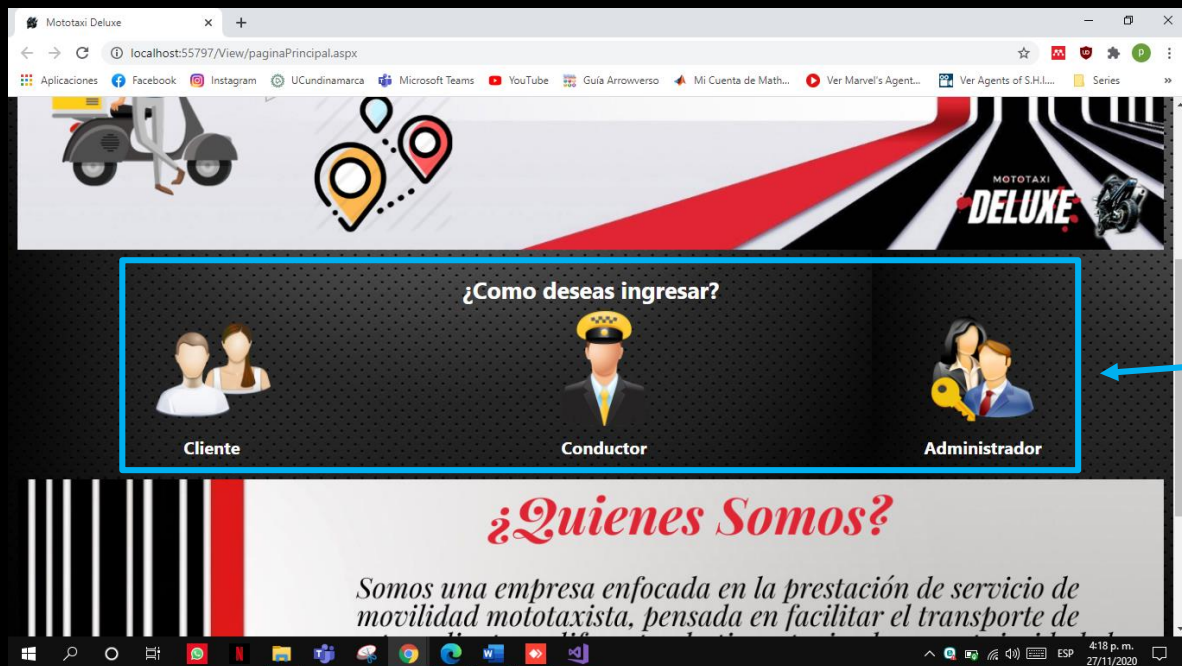 Mototaxi Deluxe
localhost:55797/View/paginaPrincipal.aspx
Aplicaciones Facebook Instagram UCundinamarca Microsoft Teams YouTube Guía Arrowverso Mi Cuenta de Math... Ver Marvel's Agent... Ver Agents of S.H.I.... Series
MOTOTAXI
DELUXE
¿Como deseas ingresar?
Cliente Conductor Administrador
¿Quienes Somos?
Somos una empresa enfocada en la prestación de servicio de
movilidad mototaxista, pensada en facilitar el transporte de
ESP 4:18 p. m.
27/11/2020